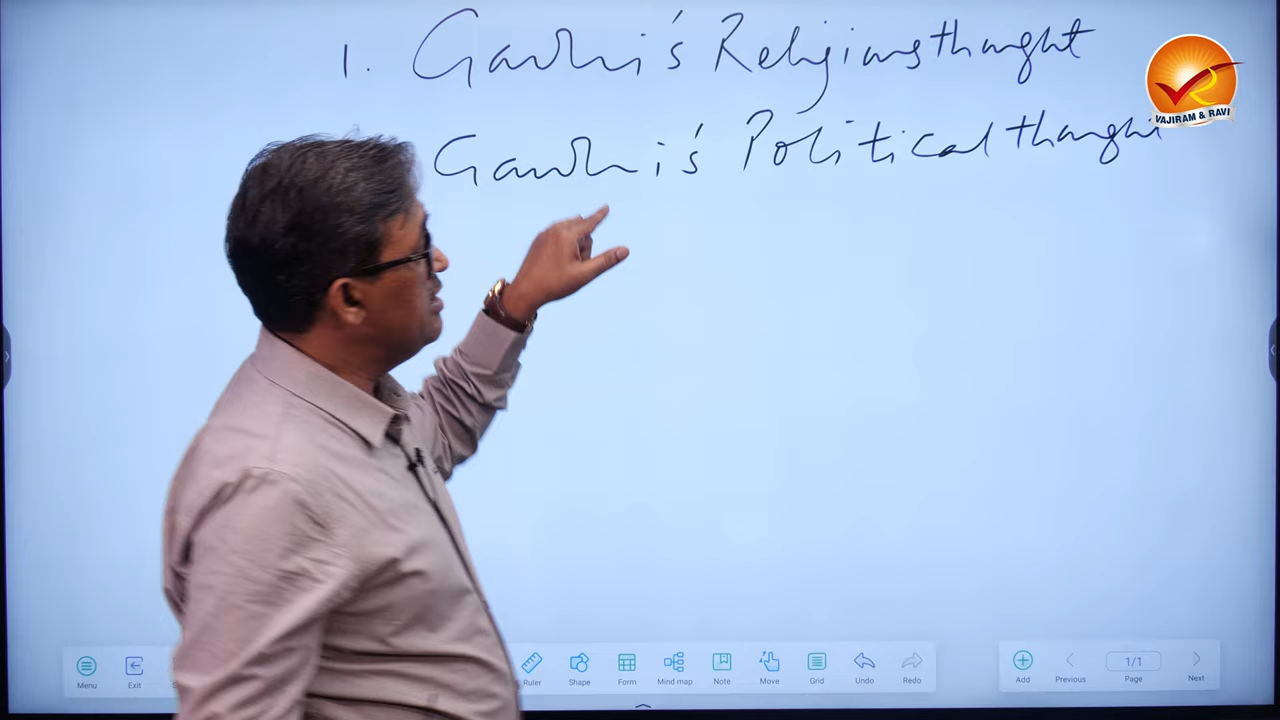 1. Gandhi's Religious thought
Gandhi's Political thought
VR
VAJIRAM & RAVI
Menu
Exit
Ruler
Shape
Form
Mind map
Note
Move
Grid
Undo
Redo
Add
Previous
1/1
Page
Next